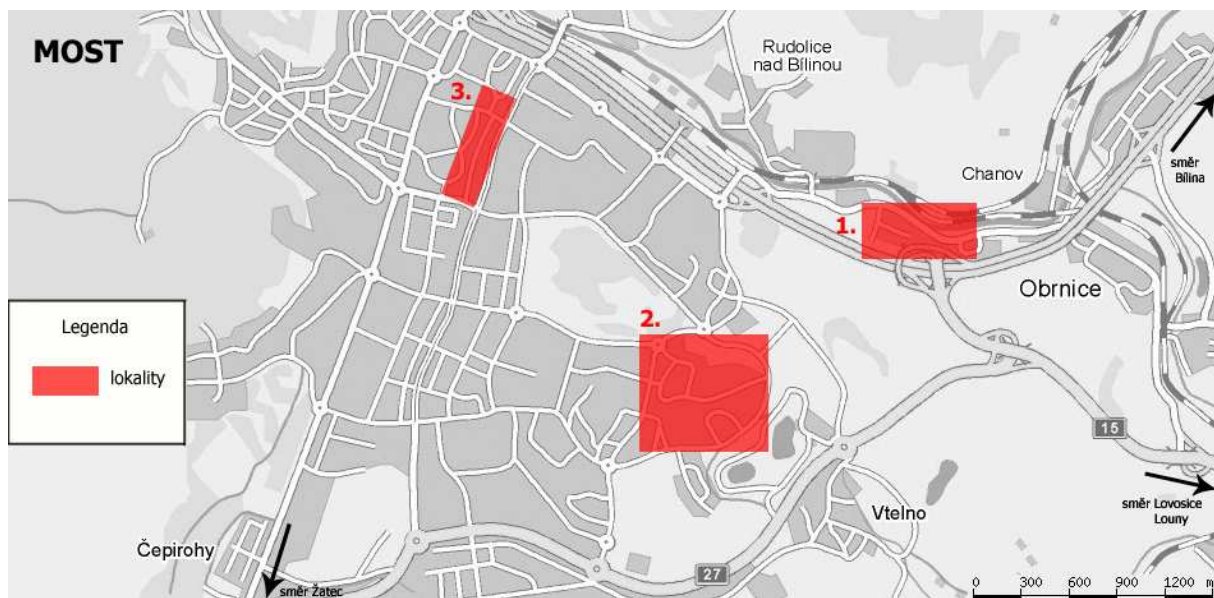 MOST
3.
Rudolice
nad Bílinou
směr
Bílina
Chanov
1.
Obrnice
Legenda
lokality
2.
15
směr Lovosice
Louny
Vtelno
Čepirohy
27
směr Žatec
0 300 600 900 1200 m